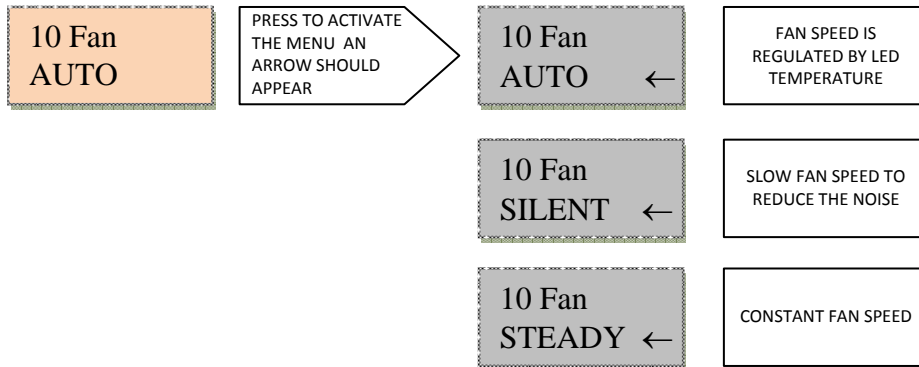 10 Fan
AUTO
PRESS TO ACTIVATE
THE MENU AN
ARROW SHOULD
APPEAR
10 Fan
AUTO ←
FAN SPEED IS
REGULATED BY LED
TEMPERATURE
10 Fan
SILENT ←
SLOW FAN SPEED TO
REDUCE THE NOISE
10 Fan
STEADY ←
CONSTANT FAN SPEED